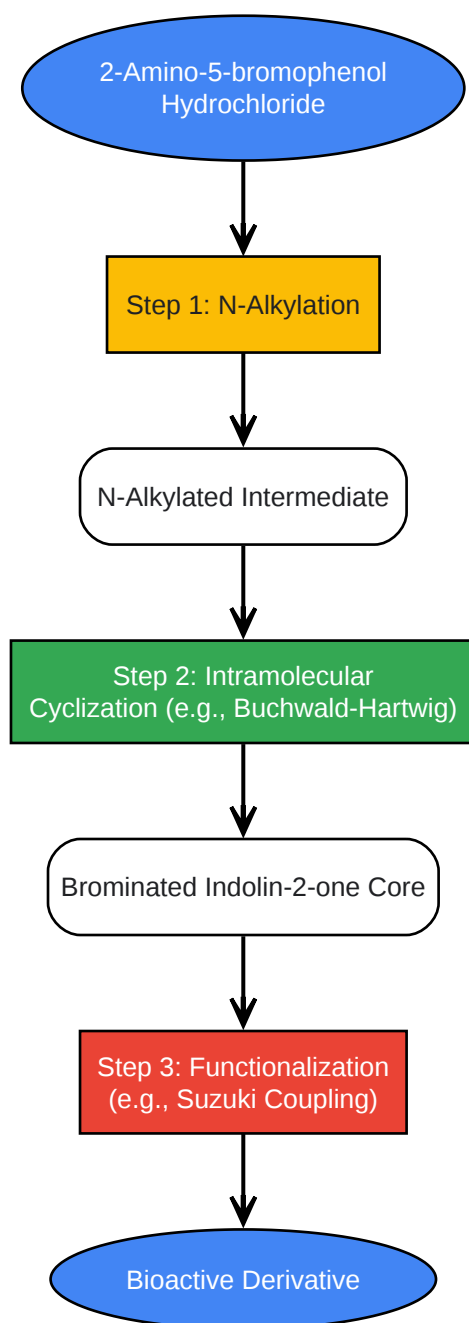 2-Amino-5-bromophenol
Hydrochloride
Step 1: N-Alkylation
N-Alkylated Intermediate
Step 2: Intramolecular
Cyclization (e.g., Buchwald-Hartwig)
Brominated Indolin-2-one Core
Step 3: Functionalization
(e.g., Suzuki Coupling)
Bioactive Derivative